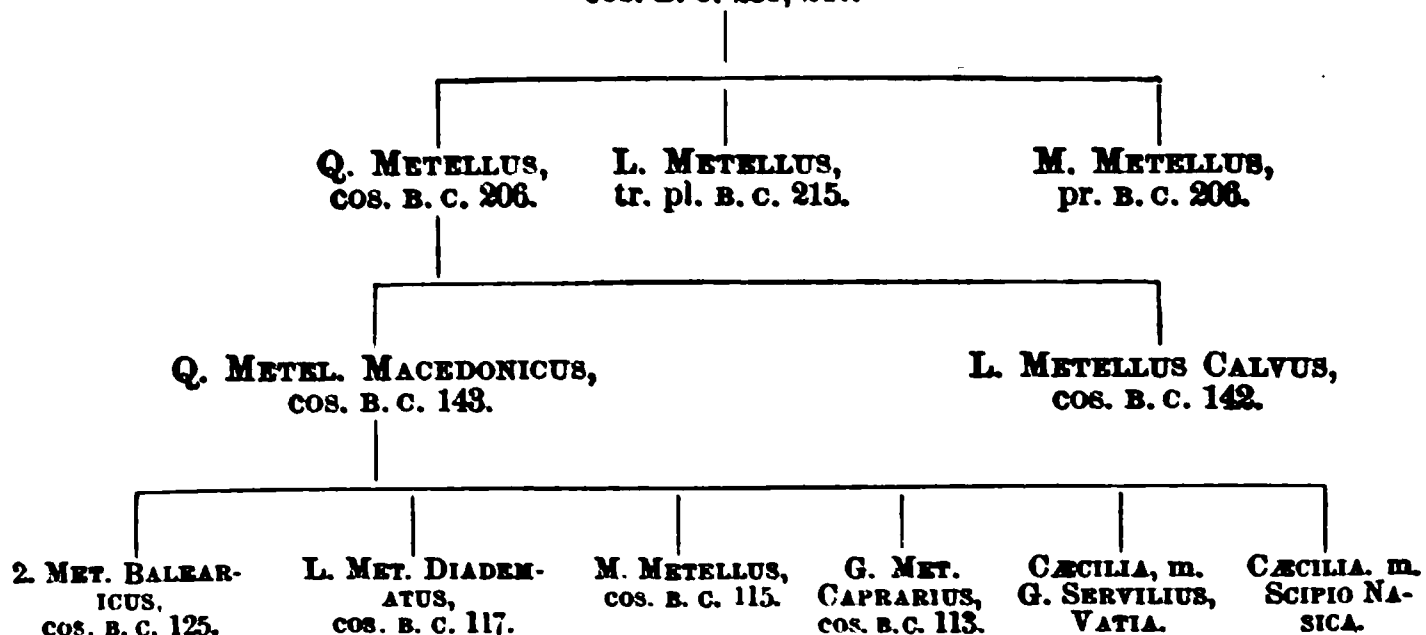 cos. B. C.
Q. METELLUS,
cos. B. C. 206.
L. METELLUS,
tr. pl. B. C. 215.
M. METELLUS,
pr. B. C. 206.
Q. METEL. MACEDONICUS,
cos. B. C. 143.
L. METELLUS CALVUS,
cos. B. C. 142.
2. MET. BALEAR-
ICUS,
cos. B. C. 125.
L. MET. DIADEM-
ATUS,
cos. B. C. 117.
M. METELLUS,
cos. B. C. 115.
G. MET.
CAPRARIUS,
cos. B.C. 113.
CÆCILIA, m.
G. SERVILIUS,
VATIA.
CÆCILIA. m.
SCIPIO NA-
SICA.